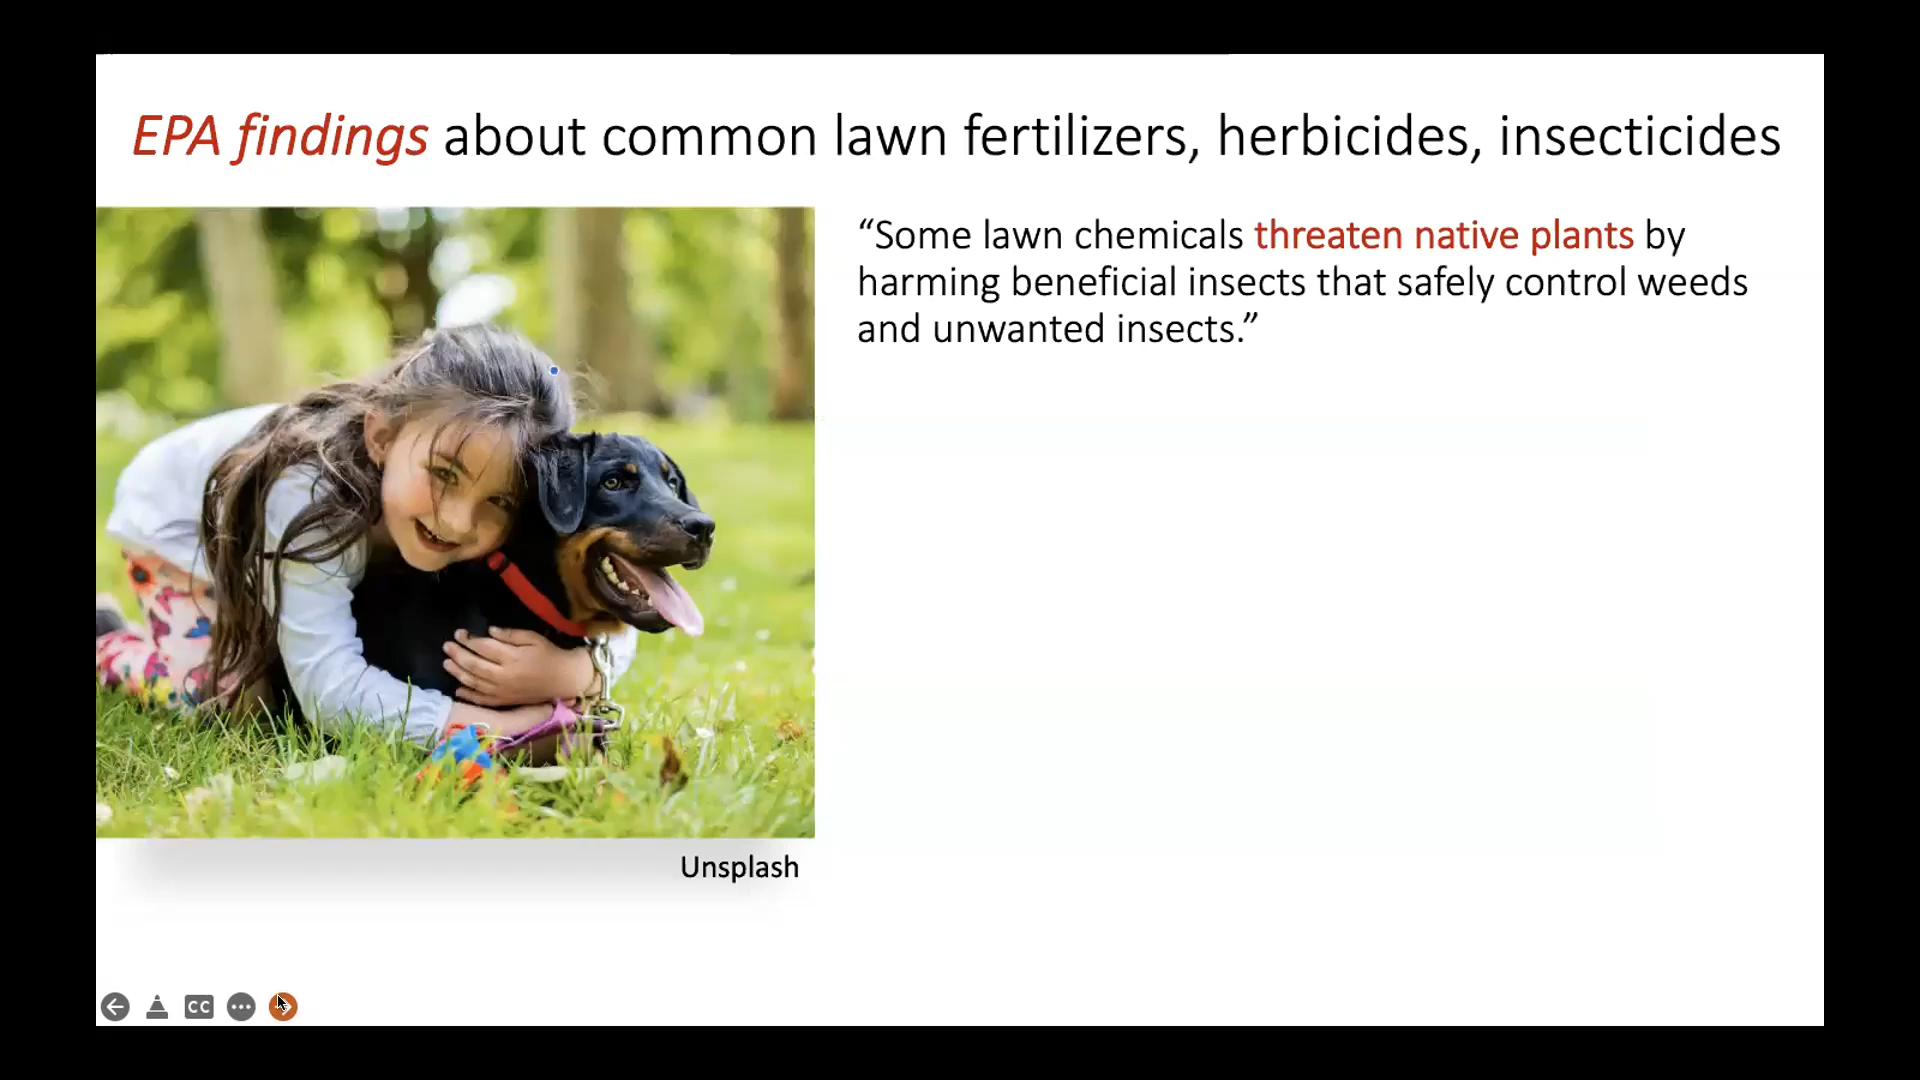 EPA findings about common lawn fertilizers, herbicides, insecticides
“Some lawn chemicals threaten native plants by
harming beneficial insects that safely control weeds
and unwanted insects.”
Unsplash
CC